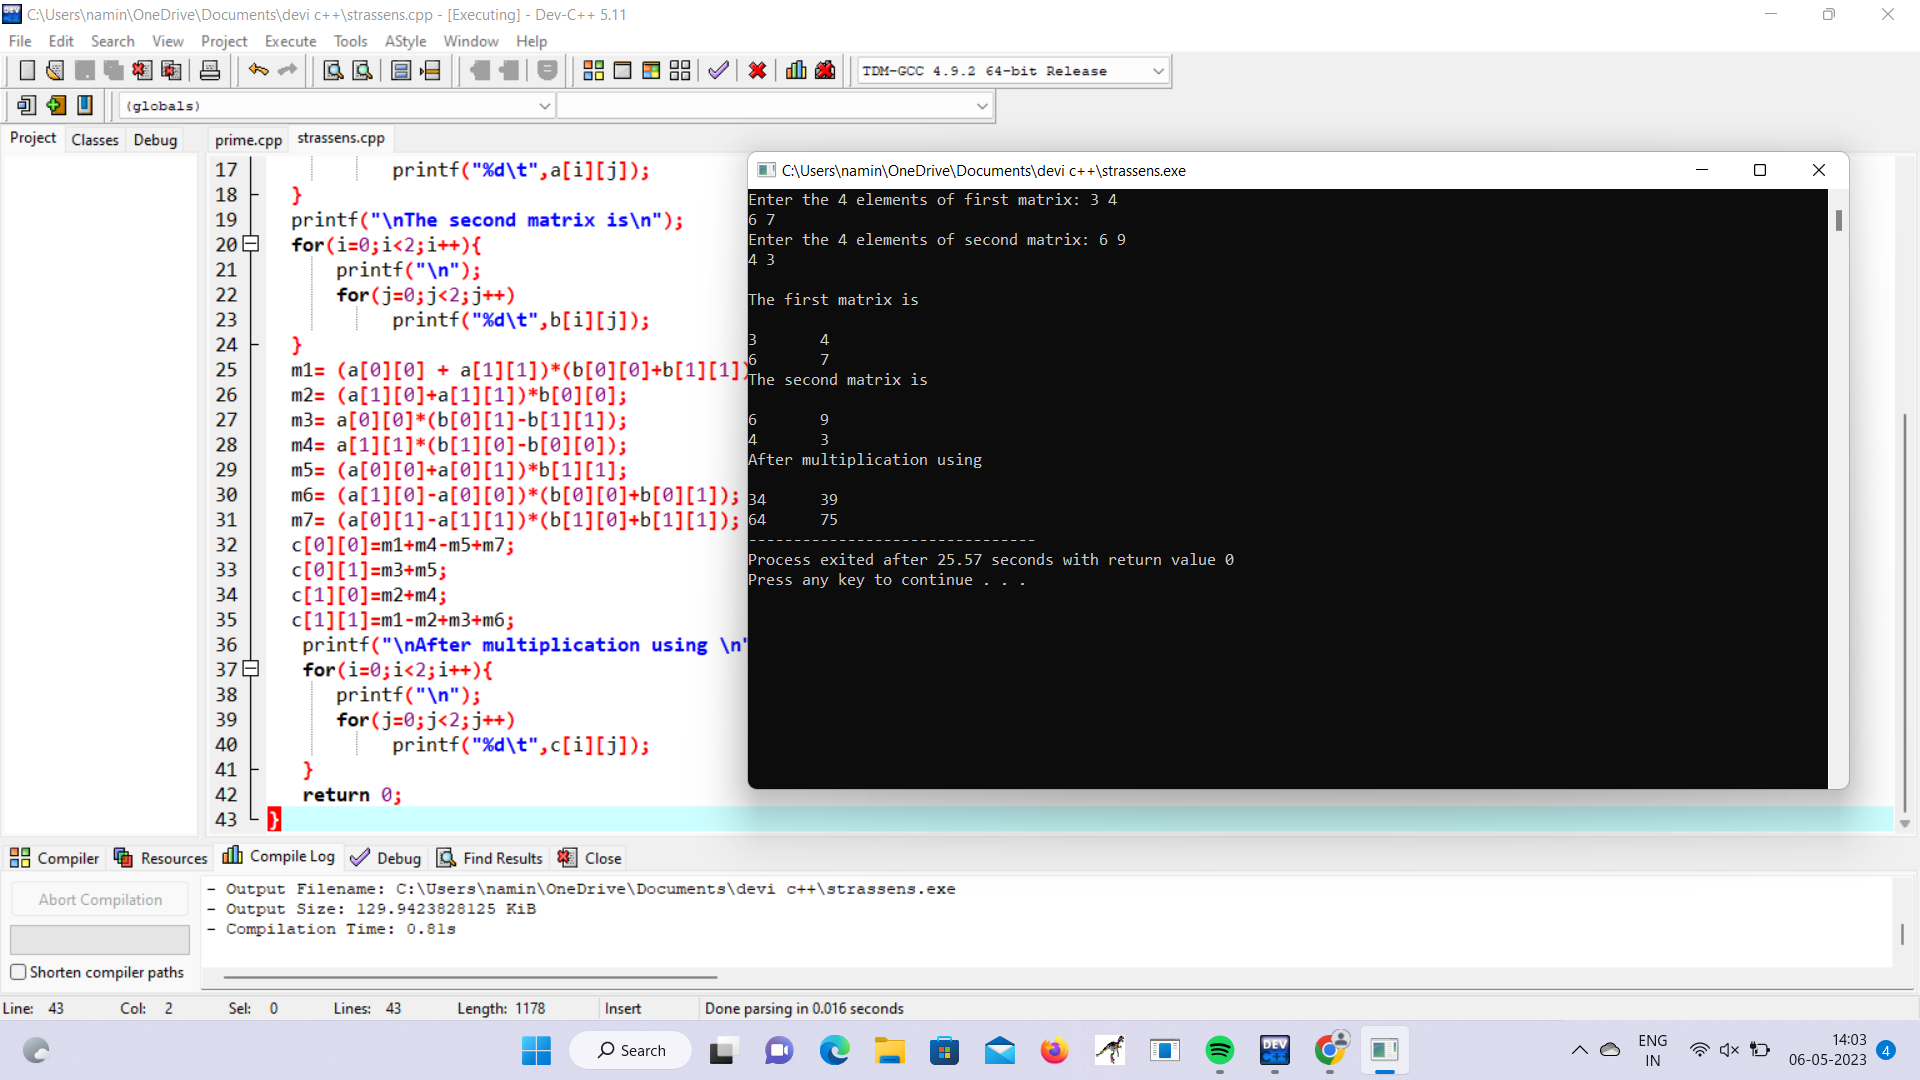 C:\Users\namin\OneDrive\Documents\devi c++\strassens.cpp - [Executing] - Dev-C++ 5.11
File Edit Search View Project Execute Tools AStyle Window Help
TDM-GCC 4.9.2 64-bit Release
(globals)
Project Classes Debug
prime.cpp strassens.cpp
17 printf("%d\t",a[i][j]);
18 }
19 printf("\nThe second matrix is\n");
20 for(i=0;i<2;i++){
21 printf("\n");
22 for(j=0;j<2;j++)
23 printf("%d\t",b[i][j]);
24 }
25 m1= (a[0][0] + a[1][1])*(b[0][0]+b[1][1])
26 m2= (a[1][0]+a[1][1])*b[0][0];
27 m3= a[0][0]*(b[0][1]-b[1][1]);
28 m4= a[1][1]*(b[1][0]-b[0][0]);
29 m5= (a[0][0]+a[0][1])*b[1][1];
30 m6= (a[1][0]-a[0][0])*(b[0][0]+b[0][1]);
31 m7= (a[0][1]-a[1][1])*(b[1][0]+b[1][1]);
32 c[0][0]=m1+m4-m5+m7;
33 c[0][1]=m3+m5;
34 c[1][0]=m2+m4;
35 c[1][1]=m1-m2+m3+m6;
36 printf("\nAfter multiplication using \n"
37 for(i=0;i<2;i++){
38 printf("\n");
39 for(j=0;j<2;j++)
40 printf("%d\t",c[i][j]);
41 }
42 return 0;
43 }
C:\Users\namin\OneDrive\Documents\devi c++\strassens.exe
Enter the 4 elements of first matrix: 3 4
6 7
Enter the 4 elements of second matrix: 6 9
4 3
The first matrix is
3 4
6 7
The second matrix is
6 9
4 3
After multiplication using
34 39
64 75
--------------------------------
Process exited after 25.57 seconds with return value 0
Press any key to continue . . .
Compiler Resources Compile Log Debug Find Results Close
Abort Compilation
Shorten compiler paths
- Output Filename: C:\Users\namin\OneDrive\Documents\devi c++\strassens.exe
- Output Size: 129.9423828125 KiB
- Compilation Time: 0.81s
Line: 43 Col: 2 Sel: 0 Lines: 43 Length: 1178 Insert Done parsing in 0.016 seconds
Search
DEV
ENG
IN
14:03
06-05-2023
4